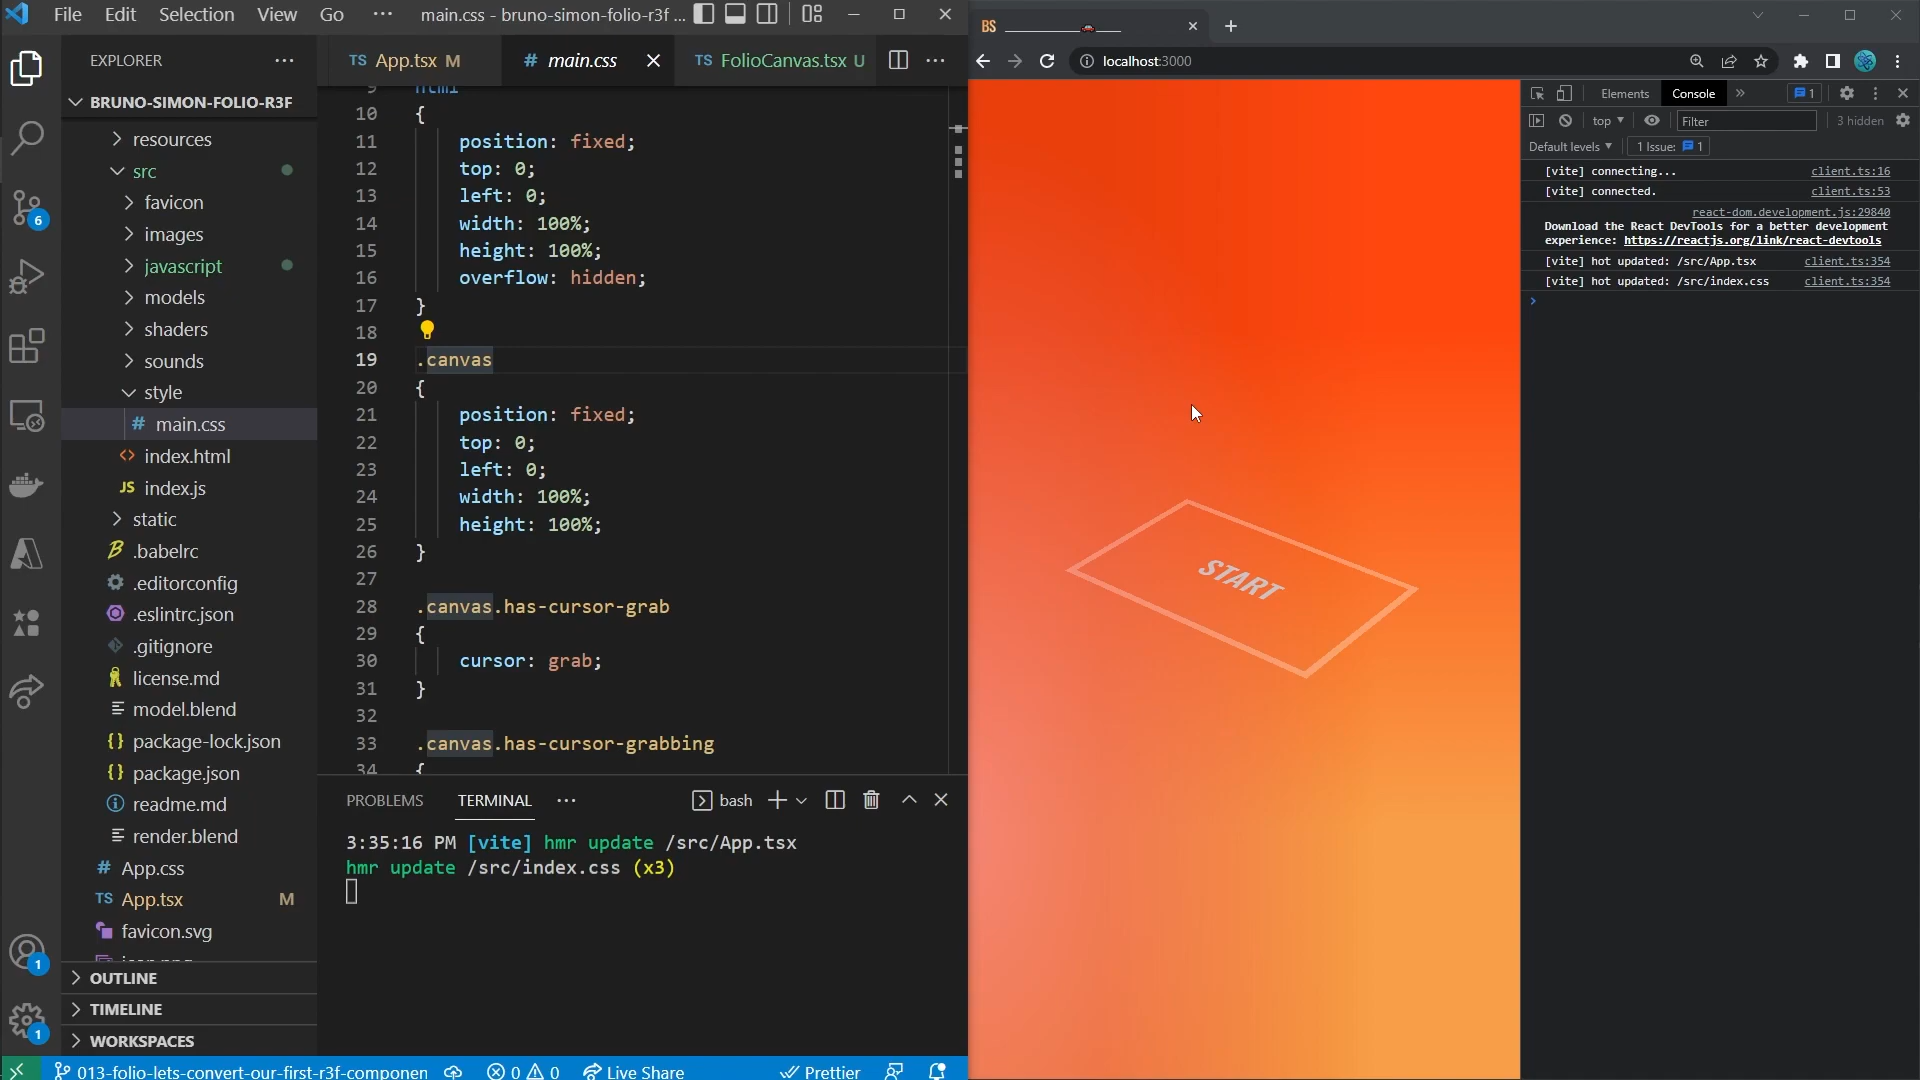 File Edit Selection View Go ··· main.css - bruno-simon-folio-r3f ...
EXPLORER ···
BRUNO-SIMON-FOLIO-R3F
resources
src
favicon
images
javascript
models
shaders
sounds
style
# main.css
<> index.html
JS index.js
static
.babelrc
.editorconfig
.eslintrc.json
.gitignore
license.md
model.blend
{} package-lock.json
{} package.json
readme.md
render.blend
# App.css
TS App.tsx M
favicon.svg
OUTLINE
TIMELINE
WORKSPACES
6
1
1
TS App.tsx M # main.css TS FolioCanvas.tsx U ···
9 html
10 {
11 position: fixed;
12 top: 0;
13 left: 0;
14 width: 100%;
15 height: 100%;
16 overflow: hidden;
17 }
18
19 .canvas
20 {
21 position: fixed;
22 top: 0;
23 left: 0;
24 width: 100%;
25 height: 100%;
26 }
27
28 .canvas.has-cursor-grab
29 {
30 cursor: grab;
31 }
32
33 .canvas.has-cursor-grabbing
34 {
PROBLEMS TERMINAL ··· bash
3:35:16 PM [vite] hmr update /src/App.tsx
hmr update /src/index.css (x3)
013-folio-lets-convert-our-first-r3f-componen 0 0 Live Share Prettier
BS
localhost:3000
START
Elements Console » 1
top Filter 3 hidden
Default levels 1 Issue: 1
[vite] connecting... client.ts:16
[vite] connected. client.ts:53
react-dom.development.js:29840
Download the React DevTools for a better development
experience: https://reactjs.org/link/react-devtools
[vite] hot updated: /src/App.tsx client.ts:354
[vite] hot updated: /src/index.css client.ts:354